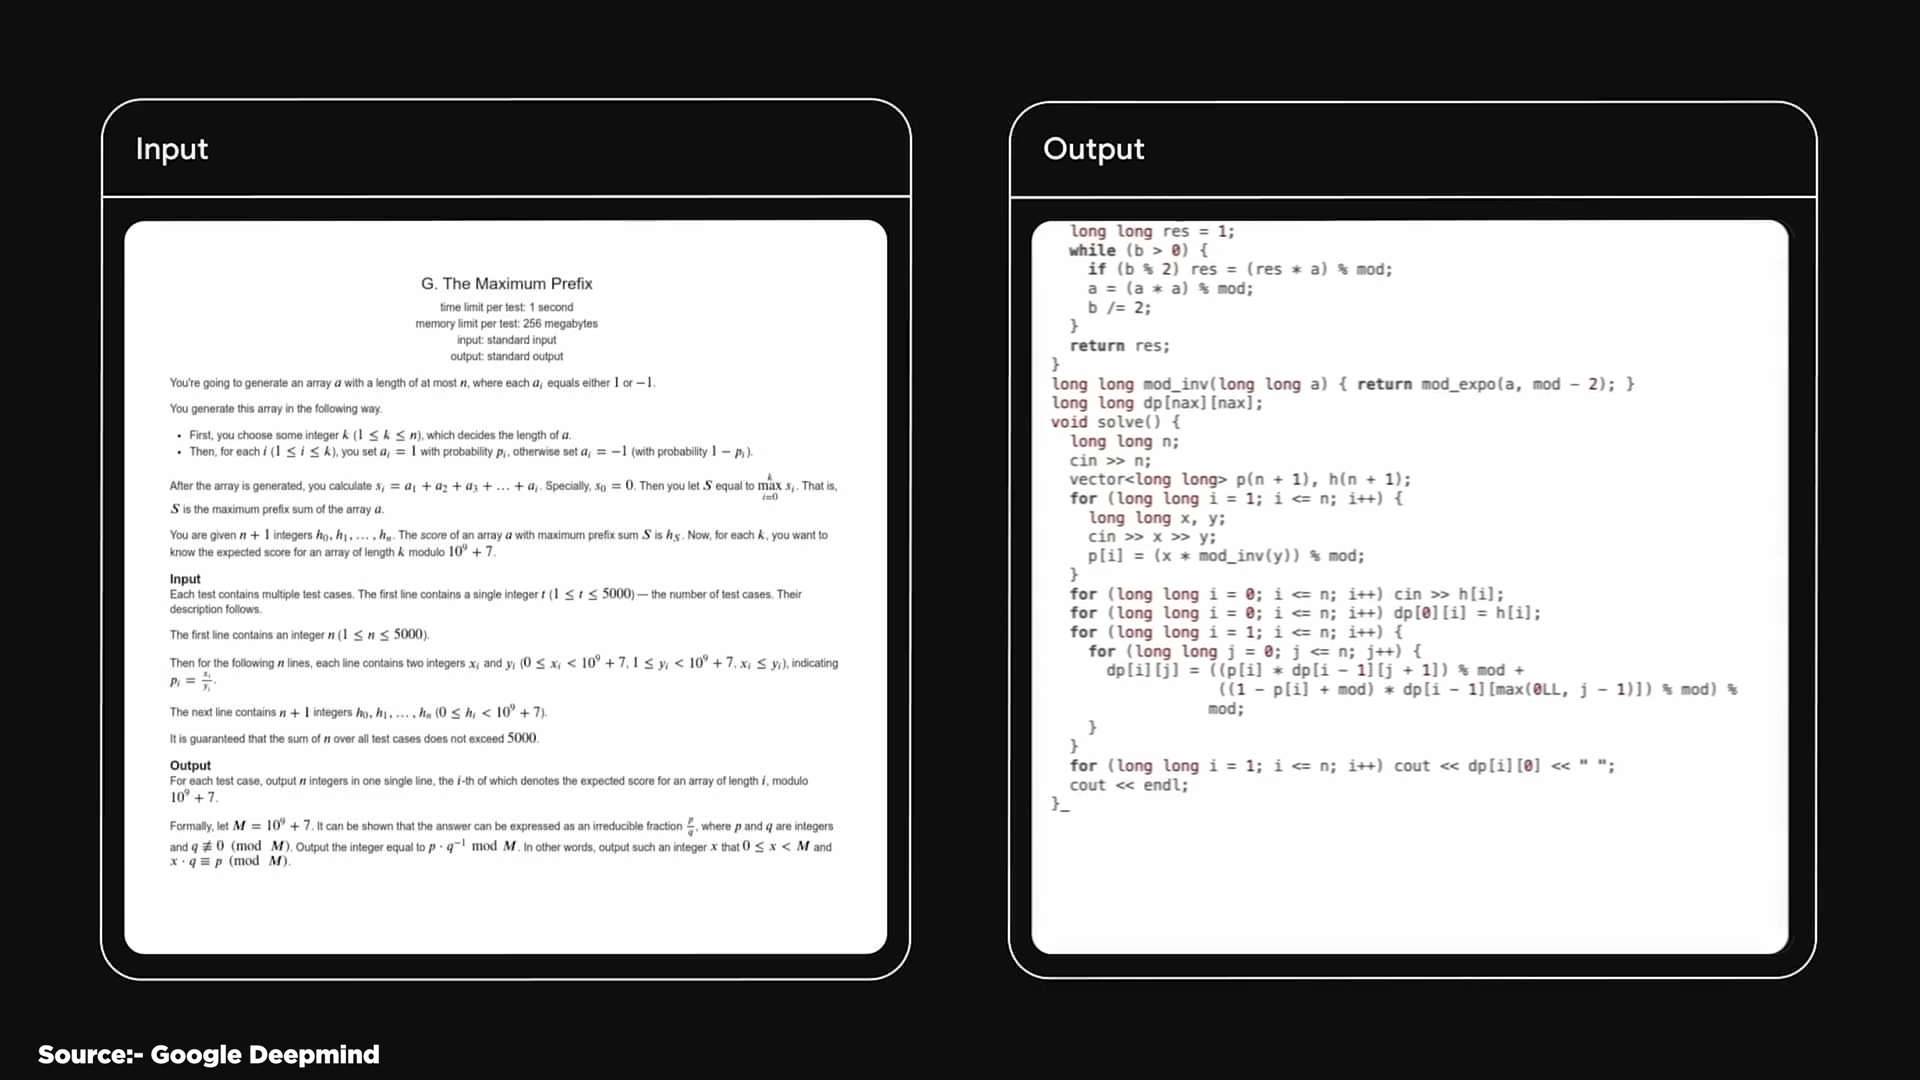 Input
G. The Maximum Prefix
time limit per test: 1 second
memory limit per test: 256 megabytes
input: standard input
output: standard output
You're going to generate an array a with a length of at most n, where each a_i equals either 1 or −1.
You generate this array in the following way.
• First, you choose some integer k (1 ≤ k ≤ n), which decides the length of a.
• Then, for each i (1 ≤ i ≤ k), you set a_i = 1 with probability p_i, otherwise set a_i = −1 (with probability 1 − p_i).
After the array is generated, you calculate s_i = a_1 + a_2 + a_3 + … + a_i. Specially, s_0 = 0. Then you let S equal to max_{i=0}^{k} s_i. That is,
S is the maximum prefix sum of the array a.
You are given n + 1 integers h_0, h_1, …, h_n. The score of an array a with maximum prefix sum S is h_S. Now, for each k, you want to
know the expected score for an array of length k modulo 10^9 + 7.
Input
Each test contains multiple test cases. The first line contains a single integer t (1 ≤ t ≤ 5000) — the number of test cases. Their
description follows.
The first line contains an integer n (1 ≤ n ≤ 5000).
Then for the following n lines, each line contains two integers x_i and y_i (0 ≤ x_i < 10^9 + 7, 1 ≤ y_i < 10^9 + 7, x_i ≤ y_i), indicating
p_i = x_i/y_i.
The next line contains n + 1 integers h_0, h_1, …, h_n (0 ≤ h_i < 10^9 + 7).
It is guaranteed that the sum of n over all test cases does not exceed 5000.
Output
For each test case, output n integers in one single line, the i-th of which denotes the expected score for an array of length i, modulo
10^9 + 7.
Formally, let M = 10^9 + 7. It can be shown that the answer can be expressed as an irreducible fraction p/q, where p and q are integers
and q ≢ 0 (mod M). Output the integer equal to p · q^−1 mod M. In other words, output such an integer x that 0 ≤ x < M and
x · q ≡ p (mod M).
Output
long long res = 1;
while (b > 0) {
if (b % 2) res = (res * a) % mod;
a = (a * a) % mod;
b /= 2;
}
return res;
}
long long mod_inv(long long a) { return mod_expo(a, mod - 2); }
long long dp[nax][nax];
void solve() {
long long n;
cin >> n;
vector<long long> p(n + 1), h(n + 1);
for (long long i = 1; i <= n; i++) {
long long x, y;
cin >> x >> y;
p[i] = (x * mod_inv(y)) % mod;
}
for (long long i = 0; i <= n; i++) cin >> h[i];
for (long long i = 0; i <= n; i++) dp[0][i] = h[i];
for (long long i = 1; i <= n; i++) {
for (long long j = 0; j <= n; j++) {
dp[i][j] = ((p[i] * dp[i - 1][j + 1]) % mod +
((1 - p[i] + mod) * dp[i - 1][max(0LL, j - 1)]) % mod) %
mod;
}
}
for (long long i = 1; i <= n; i++) cout << dp[i][0] << " ";
cout << endl;
}_
Source:- Google Deepmind